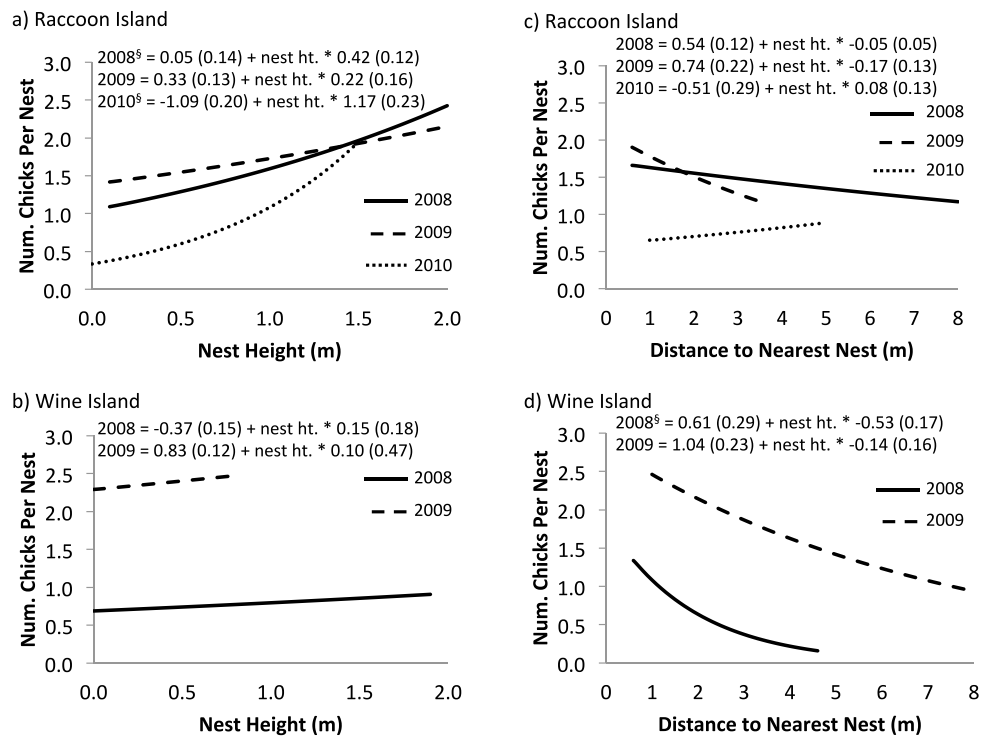 a) Raccoon Island
2008§ = 0.05 (0.14) + nest ht. * 0.42 (0.12)
2009 = 0.33 (0.13) + nest ht. * 0.22 (0.16)
2010§ = -1.09 (0.20) + nest ht. * 1.17 (0.23)
Num. Chicks Per Nest
3.0
2.5
2.0
1.5
1.0
0.5
0.0
2008
2009
2010
0.0 0.5 1.0 1.5 2.0
Nest Height (m)
c) Raccoon Island
2008 = 0.54 (0.12) + nest ht. * -0.05 (0.05)
2009 = 0.74 (0.22) + nest ht. * -0.17 (0.13)
2010 = -0.51 (0.29) + nest ht. * 0.08 (0.13)
Num. Chicks Per Nest
3.0
2.5
2.0
1.5
1.0
0.5
0.0
2008
2009
2010
0 1 2 3 4 5 6 7 8
Distance to Nearest Nest (m)
b) Wine Island
2008 = -0.37 (0.15) + nest ht. * 0.15 (0.18)
2009 = 0.83 (0.12) + nest ht. * 0.10 (0.47)
Num. Chicks Per Nest
3.0
2.5
2.0
1.5
1.0
0.5
0.0
2008
2009
0.0 0.5 1.0 1.5 2.0
Nest Height (m)
d) Wine Island
2008§ = 0.61 (0.29) + nest ht. * -0.53 (0.17)
2009 = 1.04 (0.23) + nest ht. * -0.14 (0.16)
Num. Chicks Per Nest
3.0
2.5
2.0
1.5
1.0
0.5
0.0
2008
2009
0 1 2 3 4 5 6 7 8
Distance to Nearest Nest (m)